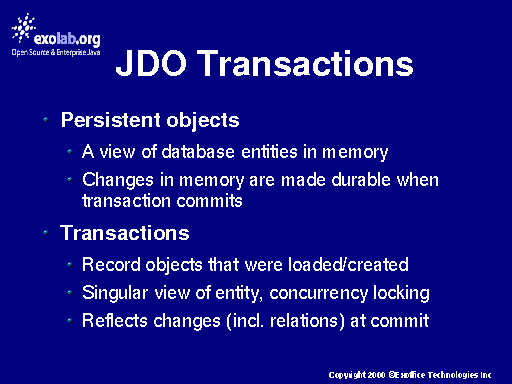 exolab.org
Open Source & Enterprise Java
JDO Transactions
Persistent objects
A view of database entities in memory
Changes in memory are made durable when
transaction commits
Transactions
Record objects that were loaded/created
Singular view of entity, concurrency locking
Reflects changes (incl. relations) at commit
Copyright 2000 ©Exoffice Technologies Inc